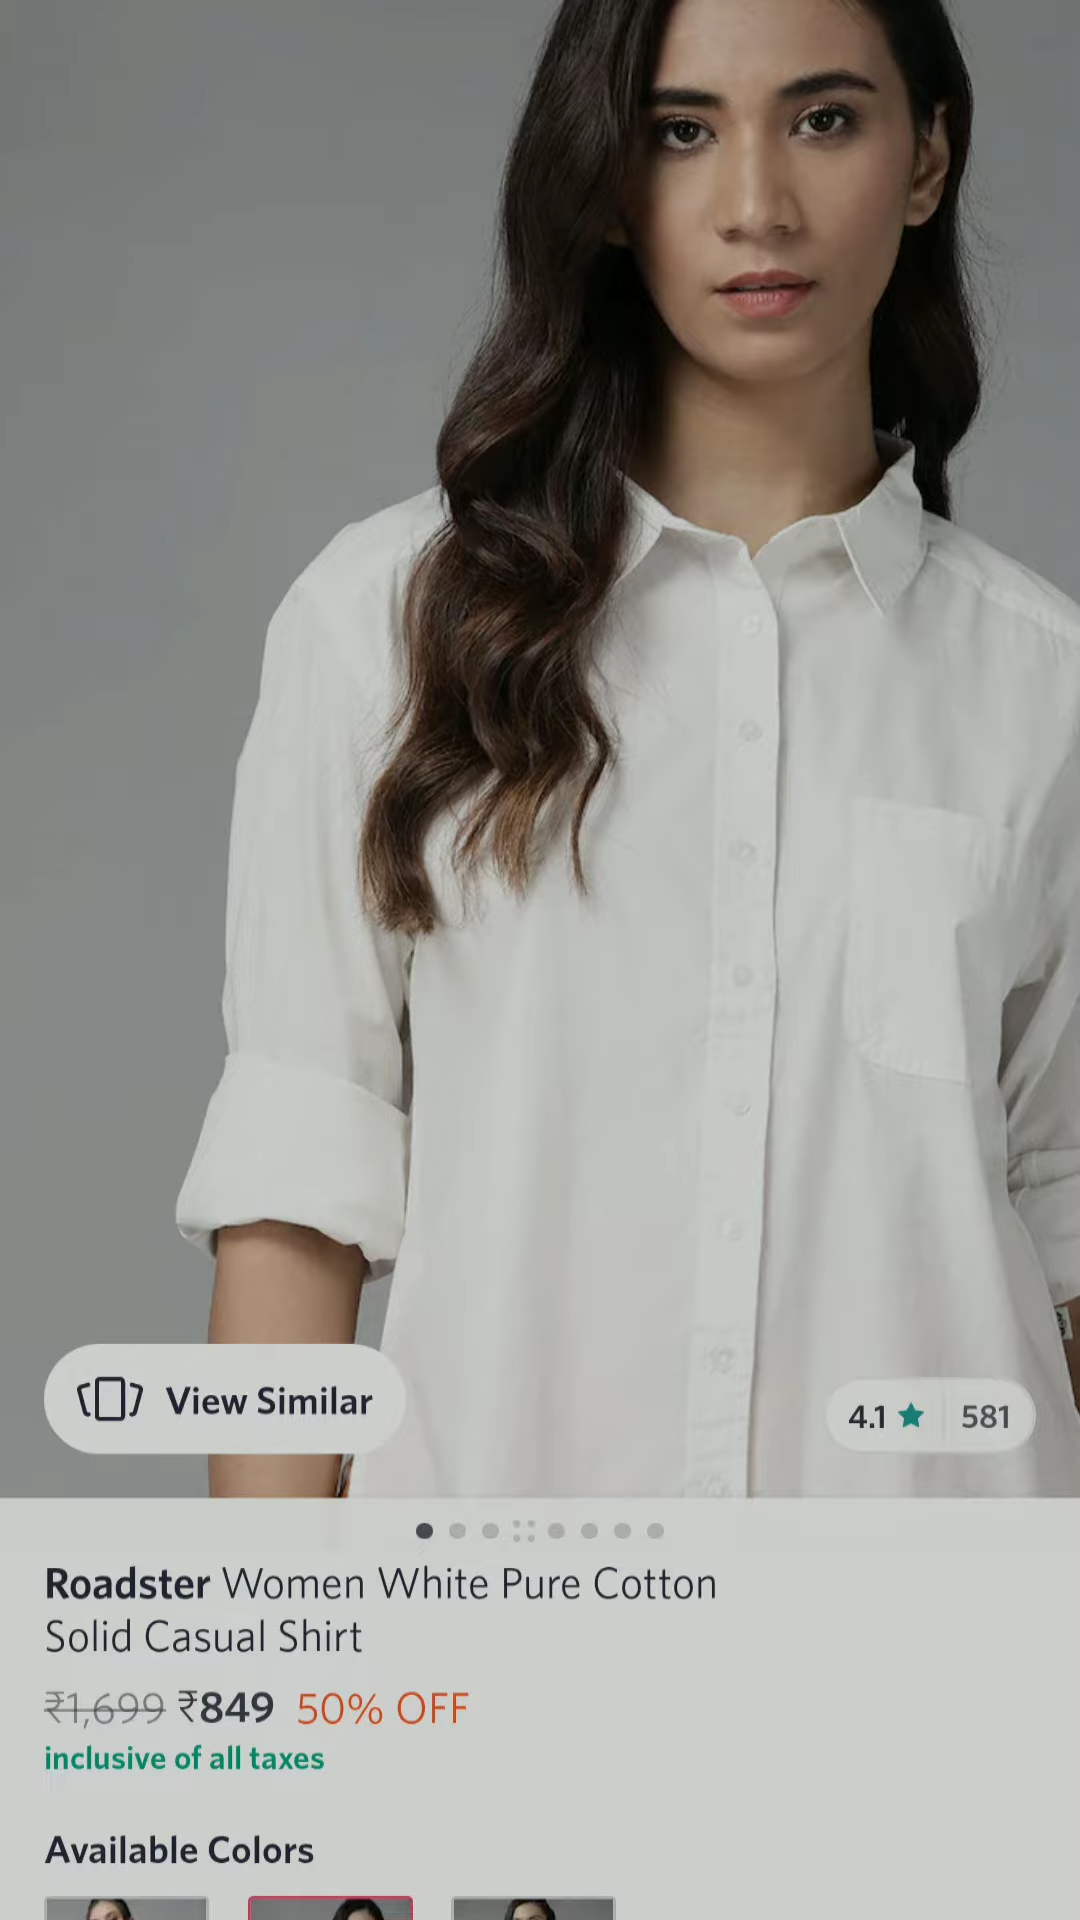 View Similar
4.1 ★ 581
Roadster Women White Pure Cotton
Solid Casual Shirt
₹1,699 ₹849 50% OFF
inclusive of all taxes
Available Colors